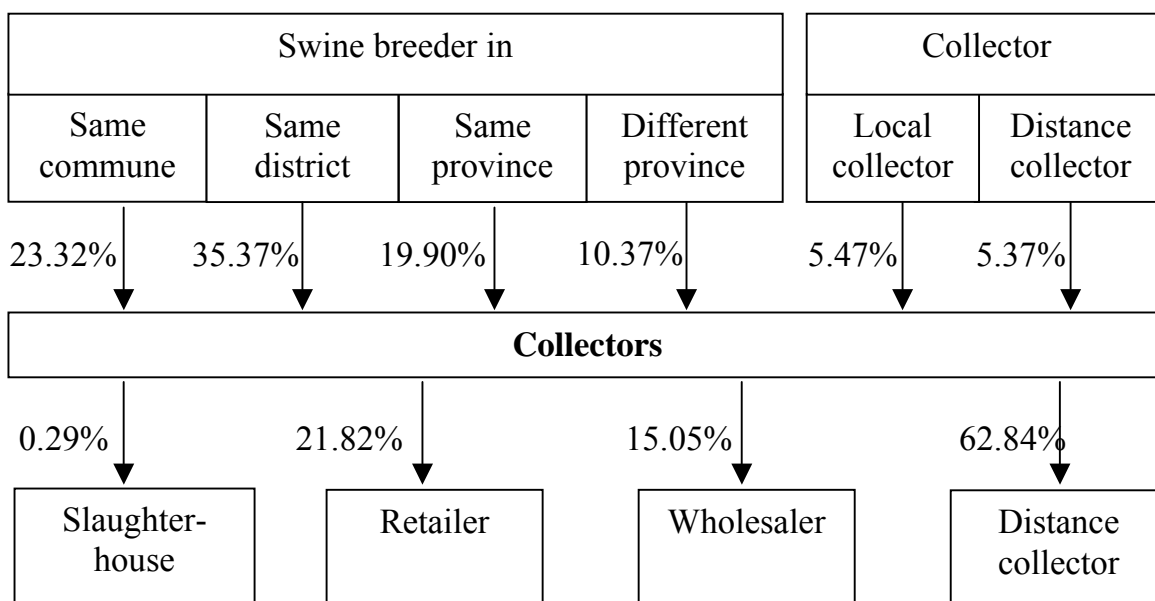 Swine breeder in
Collector
Same
commune
Same
district
Same
province
Different
province
Local
collector
Distance
collector
23.32%
35.37%
19.90%
10.37%
5.47%
5.37%
Collectors
0.29%
21.82%
15.05%
62.84%
Slaughter-
house
Retailer
Wholesaler
Distance
collector